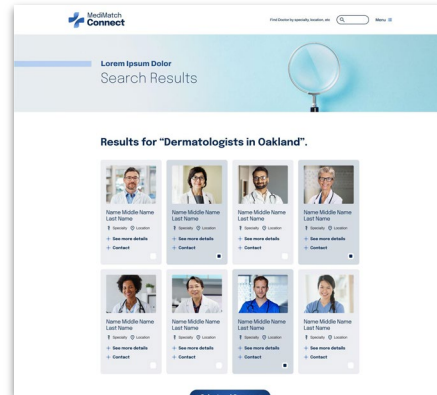 MediMatch
Connect
Find Doctor by specialty, location, etc
Menu
Lorem Ipsum Dolor
Search Results
Results for “Dermatologists in Oakland”.
Name Middle Name
Last Name
Specialty Location
+ See more details
+ Contact
Name Middle Name
Last Name
Specialty Location
+ See more details
+ Contact
Name Middle Name
Last Name
Specialty Location
+ See more details
+ Contact
Name Middle Name
Last Name
Specialty Location
+ See more details
+ Contact
Name Middle Name
Last Name
Specialty Location
+ See more details
+ Contact
Name Middle Name
Last Name
Specialty Location
+ See more details
+ Contact
Name Middle Name
Last Name
Specialty Location
+ See more details
+ Contact
Name Middle Name
Last Name
Specialty Location
+ See more details
+ Contact